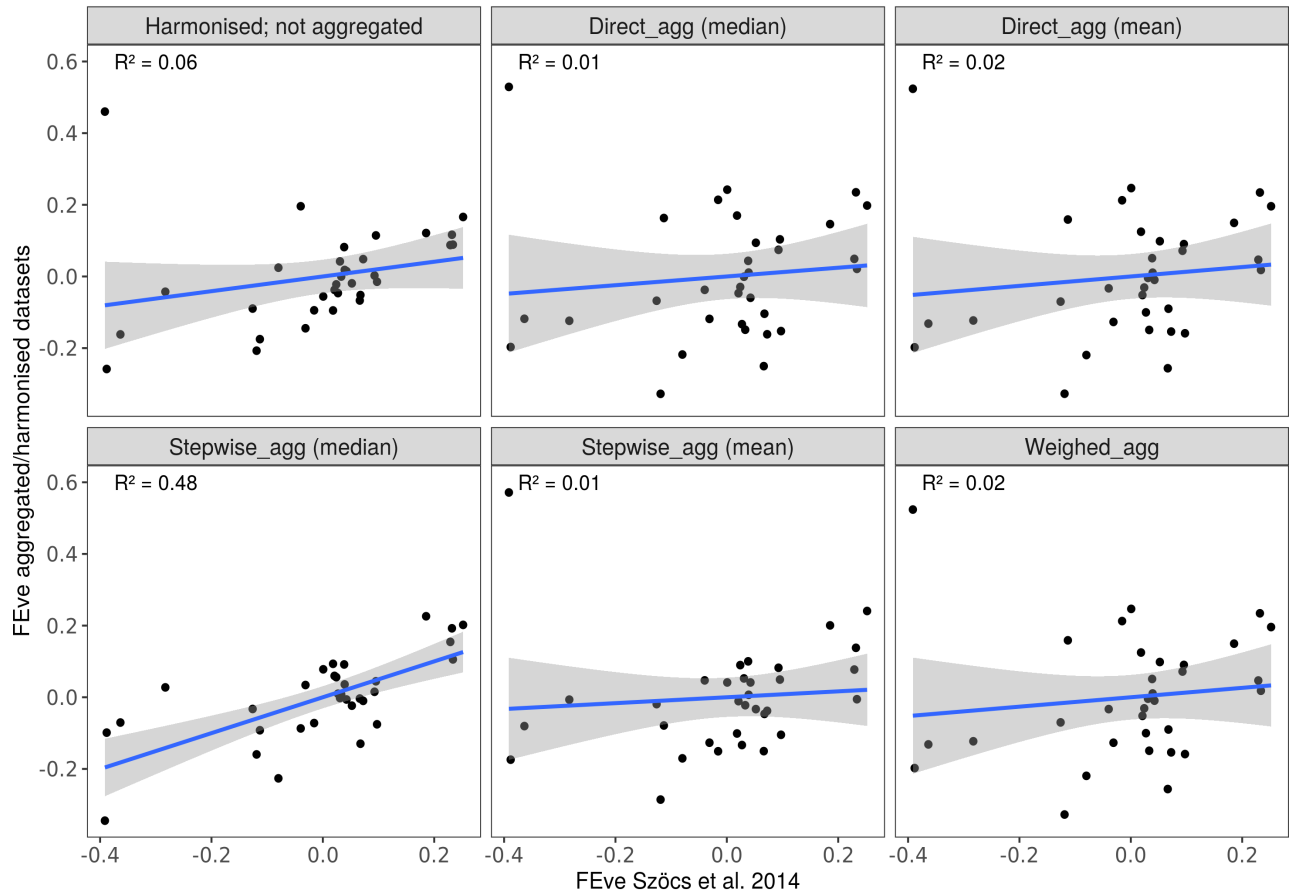 Harmonised; not aggregated
Direct_agg (median)
Direct_agg (mean)
R² = 0.06
R² = 0.01
R² = 0.02
0.6
0.4
0.2
0.0
-0.2
Stepwise_agg (median)
Stepwise_agg (mean)
Weighed_agg
R² = 0.48
R² = 0.01
R² = 0.02
0.6
0.4
0.2
0.0
-0.2
FEve aggregated/harmonised datasets
-0.4 -0.2 0.0 0.2
-0.4 -0.2 0.0 0.2
-0.4 -0.2 0.0 0.2
FEve Szöcs et al. 2014